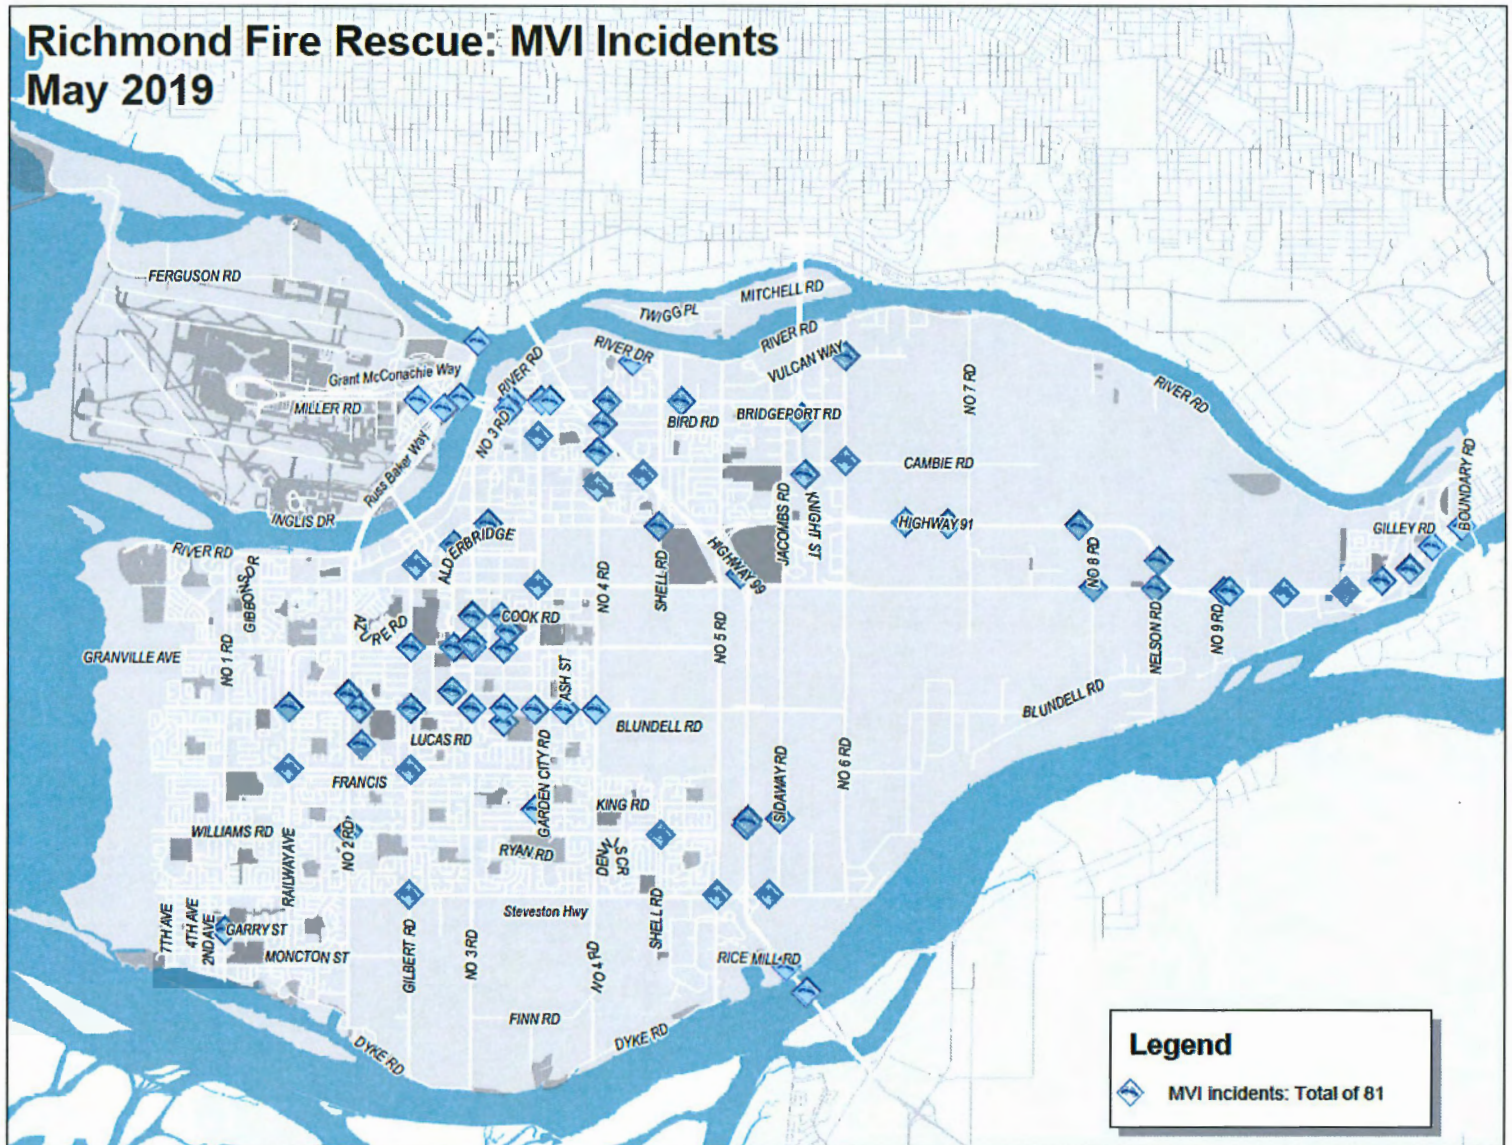 Richmond Fire Rescue: MVI Incidents
May 2019
FERGUSON RD
MITCHELL RD
TWIGG PL
RIVER RD
VULCAN WAY
RIVER DR
RIVER RD
Grant McConachie Way
MILLER RD
NO 3 RD
BIRD RD
BRIDGEPORT RD
NO 7 RD
RIVER RD
Russ Baker Way
CAMBIE RD
BOUNDARY RD
INGLIS DR
JACOMBS RD
KNIGHT ST
HIGHWAY 91
GILLEY RD
RIVER RD
ALDERBRIDGE
GIBBONS DR
NO 4 RD
SHELL RD
HIGHWAY 99
NO 8 RD
AZURE RD
COOK RD
NO 5 RD
NELSON RD
NO 9 RD
GRANVILLE AVE
NO 1 RD
ASH ST
BLUNDELL RD
BLUNDELL RD
LUCAS RD
GARDEN CITY RD
SIDAWAY RD
NO 6 RD
FRANCIS
KING RD
WILLIAMS RD
RAILWAY AVE
NO 2 RD
RYAN RD
DENNIS CR
SHELL RD
7TH AVE
4TH AVE
2ND AVE
GARRY ST
Steveston Hwy
MONCTON ST
GILBERT RD
NO 3 RD
NO 4 RD
RICE MILL RD
FINN RD
DYKE RD
DYKE RD
Legend
MVI incidents: Total of 81